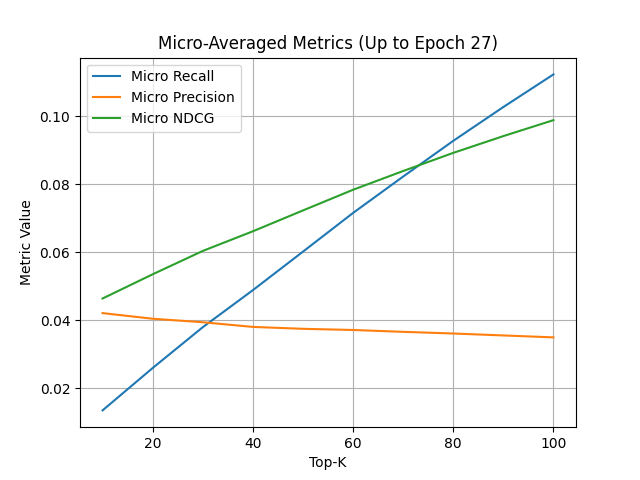 Micro-Averaged Metrics (Up to Epoch 27)
Micro Recall
Micro Precision
Micro NDCG
Metric Value
0.10
0.08
0.06
0.04
0.02
20
40
60
80
100
Top-K